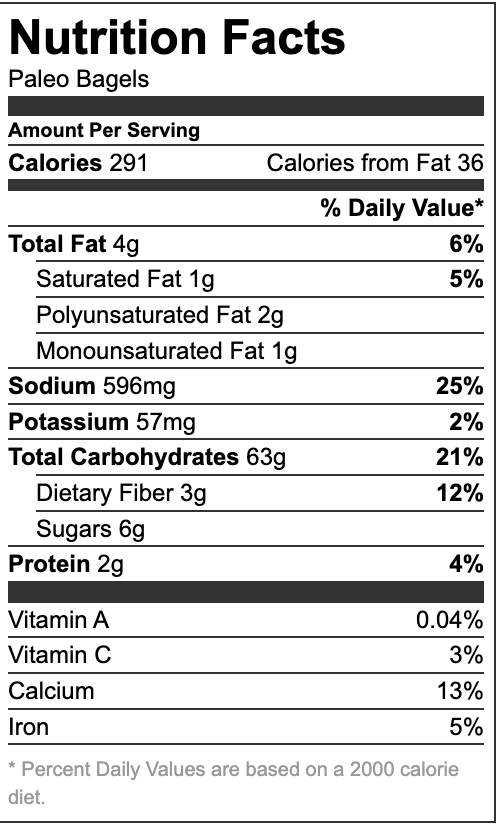 Nutrition Facts
Paleo Bagels
Amount Per Serving
Calories 291 Calories from Fat 36
% Daily Value*
Total Fat 4g 6%
Saturated Fat 1g 5%
Polyunsaturated Fat 2g
Monounsaturated Fat 1g
Sodium 596mg 25%
Potassium 57mg 2%
Total Carbohydrates 63g 21%
Dietary Fiber 3g 12%
Sugars 6g
Protein 2g 4%
Vitamin A 0.04%
Vitamin C 3%
Calcium 13%
Iron 5%
* Percent Daily Values are based on a 2000 calorie
diet.